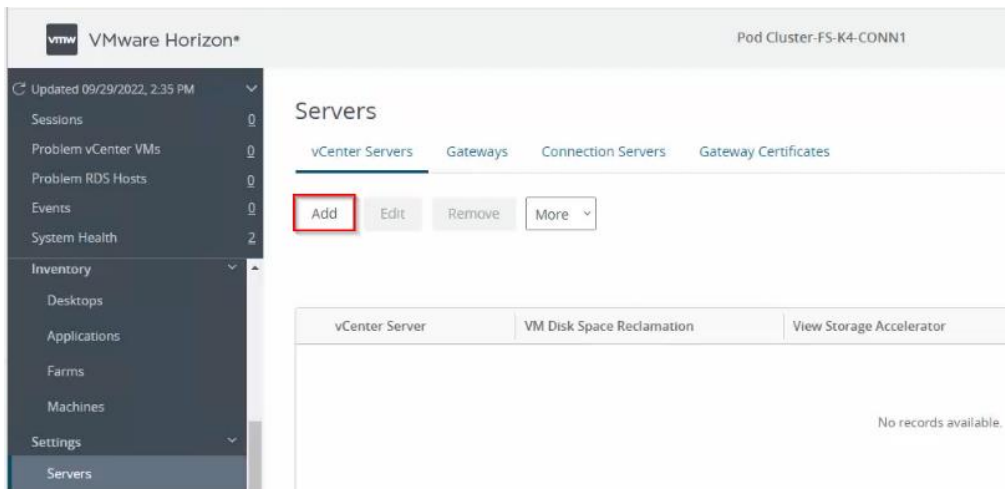 vmw VMware Horizon®
Pod Cluster-FS-K4-CONN1
Updated 09/29/2022, 2:35 PM
Sessions 0
Problem vCenter VMs 0
Problem RDS Hosts 0
Events 0
System Health 2
Inventory
Desktops
Applications
Farms
Machines
Settings
Servers
Servers
vCenter Servers Gateways Connection Servers Gateway Certificates
Add Edit Remove More
vCenter Server VM Disk Space Reclamation View Storage Accelerator
No records available.